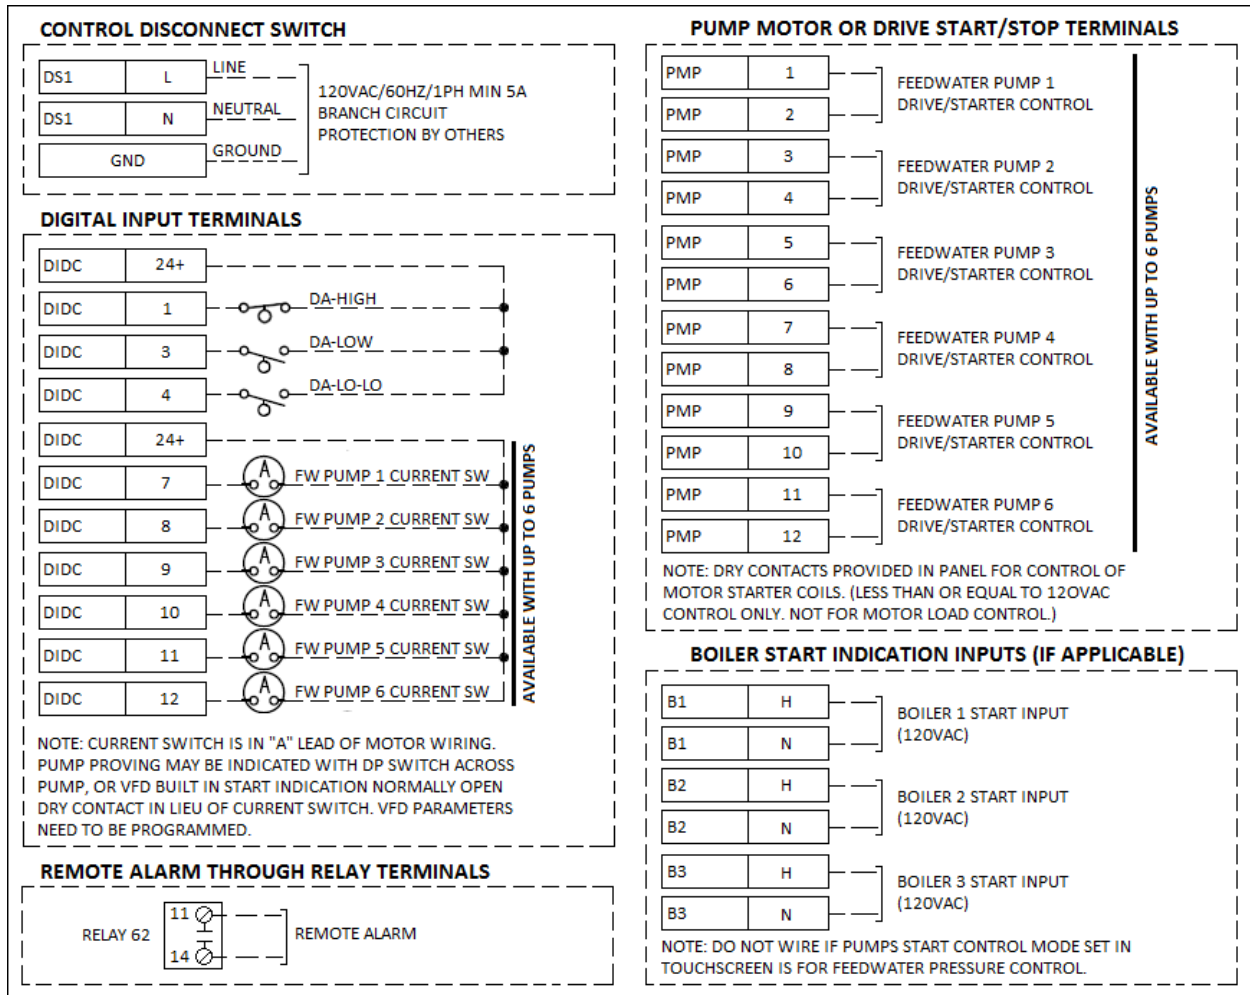 CONTROL DISCONNECT SWITCH
DS1 L LINE
DS1 N NEUTRAL
GND GROUND
120VAC/60HZ/1PH MIN 5A
BRANCH CIRCUIT
PROTECTION BY OTHERS
DIGITAL INPUT TERMINALS
DIDC 24+
DIDC 1 DA-HIGH
DIDC 3 DA-LOW
DIDC 4 DA-LO-LO
DIDC 24+
DIDC 7 A FW PUMP 1 CURRENT SW
DIDC 8 A FW PUMP 2 CURRENT SW
DIDC 9 A FW PUMP 3 CURRENT SW
DIDC 10 A FW PUMP 4 CURRENT SW
DIDC 11 A FW PUMP 5 CURRENT SW
DIDC 12 A FW PUMP 6 CURRENT SW
AVAILABLE WITH UP TO 6 PUMPS
NOTE: CURRENT SWITCH IS IN "A" LEAD OF MOTOR WIRING.
PUMP PROVING MAY BE INDICATED WITH DP SWITCH ACROSS
PUMP, OR VFD BUILT IN START INDICATION NORMALLY OPEN
DRY CONTACT IN LIEU OF CURRENT SWITCH. VFD PARAMETERS
NEED TO BE PROGRAMMED.
REMOTE ALARM THROUGH RELAY TERMINALS
RELAY 62
11
14
REMOTE ALARM
PUMP MOTOR OR DRIVE START/STOP TERMINALS
PMP 1
PMP 2
FEEDWATER PUMP 1
DRIVE/STARTER CONTROL
PMP 3
PMP 4
FEEDWATER PUMP 2
DRIVE/STARTER CONTROL
PMP 5
PMP 6
FEEDWATER PUMP 3
DRIVE/STARTER CONTROL
PMP 7
PMP 8
FEEDWATER PUMP 4
DRIVE/STARTER CONTROL
PMP 9
PMP 10
FEEDWATER PUMP 5
DRIVE/STARTER CONTROL
PMP 11
PMP 12
FEEDWATER PUMP 6
DRIVE/STARTER CONTROL
AVAILABLE WITH UP TO 6 PUMPS
NOTE: DRY CONTACTS PROVIDED IN PANEL FOR CONTROL OF
MOTOR STARTER COILS. (LESS THAN OR EQUAL TO 12OVAC
CONTROL ONLY. NOT FOR MOTOR LOAD CONTROL.)
BOILER START INDICATION INPUTS (IF APPLICABLE)
B1 H
B1 N
BOILER 1 START INPUT
(120VAC)
B2 H
B2 N
BOILER 2 START INPUT
(120VAC)
B3 H
B3 N
BOILER 3 START INPUT
(120VAC)
NOTE: DO NOT WIRE IF PUMPS START CONTROL MODE SET IN
TOUCHSCREEN IS FOR FEEDWATER PRESSURE CONTROL.